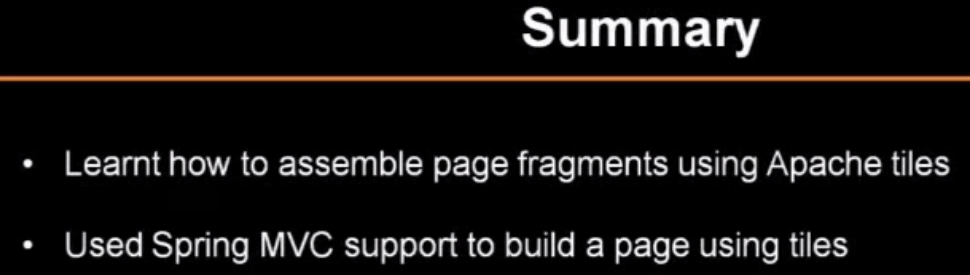 Summary
• Learnt how to assemble page fragments using Apache tiles
• Used Spring MVC support to build a page using tiles